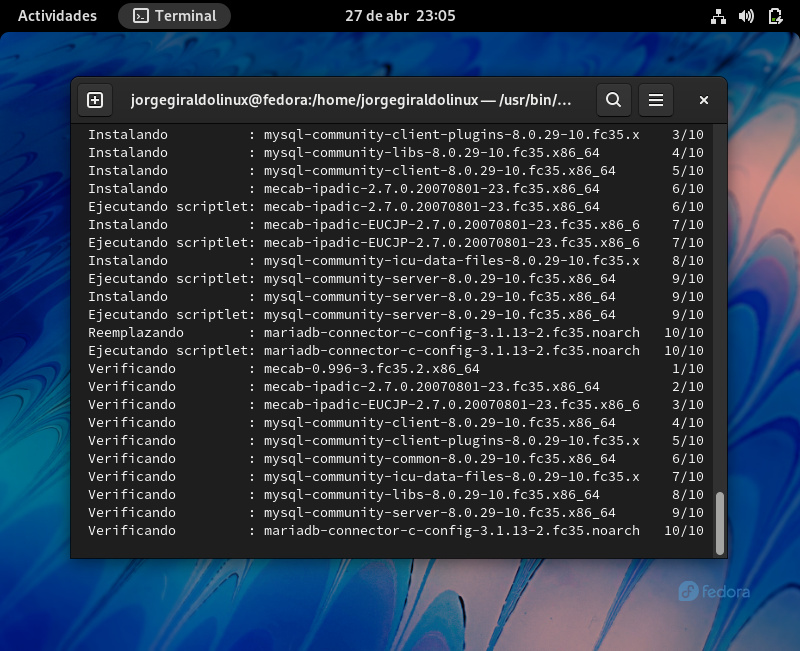 Actividades Terminal 27 de abr 23:05
jorgegiraldolinux@fedora:/home/jorgegiraldolinux — /usr/bin/...
Instalando : mysql-community-client-plugins-8.0.29-10.fc35.x 3/10
Instalando : mysql-community-libs-8.0.29-10.fc35.x86_64 4/10
Instalando : mysql-community-client-8.0.29-10.fc35.x86_64 5/10
Instalando : mecab-ipadic-2.7.0.20070801-23.fc35.x86_64 6/10
Ejecutando scriptlet: mecab-ipadic-2.7.0.20070801-23.fc35.x86_64 6/10
Instalando : mecab-ipadic-EUCJP-2.7.0.20070801-23.fc35.x86_6 7/10
Ejecutando scriptlet: mecab-ipadic-EUCJP-2.7.0.20070801-23.fc35.x86_6 7/10
Instalando : mysql-community-icu-data-files-8.0.29-10.fc35.x 8/10
Ejecutando scriptlet: mysql-community-server-8.0.29-10.fc35.x86_64 9/10
Instalando : mysql-community-server-8.0.29-10.fc35.x86_64 9/10
Ejecutando scriptlet: mysql-community-server-8.0.29-10.fc35.x86_64 9/10
Reemplazando : mariadb-connector-c-config-3.1.13-2.fc35.noarch 10/10
Ejecutando scriptlet: mariadb-connector-c-config-3.1.13-2.fc35.noarch 10/10
Verificando : mecab-0.996-3.fc35.2.x86_64 1/10
Verificando : mecab-ipadic-2.7.0.20070801-23.fc35.x86_64 2/10
Verificando : mecab-ipadic-EUCJP-2.7.0.20070801-23.fc35.x86_6 3/10
Verificando : mysql-community-client-8.0.29-10.fc35.x86_64 4/10
Verificando : mysql-community-client-plugins-8.0.29-10.fc35.x 5/10
Verificando : mysql-community-common-8.0.29-10.fc35.x86_64 6/10
Verificando : mysql-community-icu-data-files-8.0.29-10.fc35.x 7/10
Verificando : mysql-community-libs-8.0.29-10.fc35.x86_64 8/10
Verificando : mysql-community-server-8.0.29-10.fc35.x86_64 9/10
Verificando : mariadb-connector-c-config-3.1.13-2.fc35.noarch 10/10
fedora